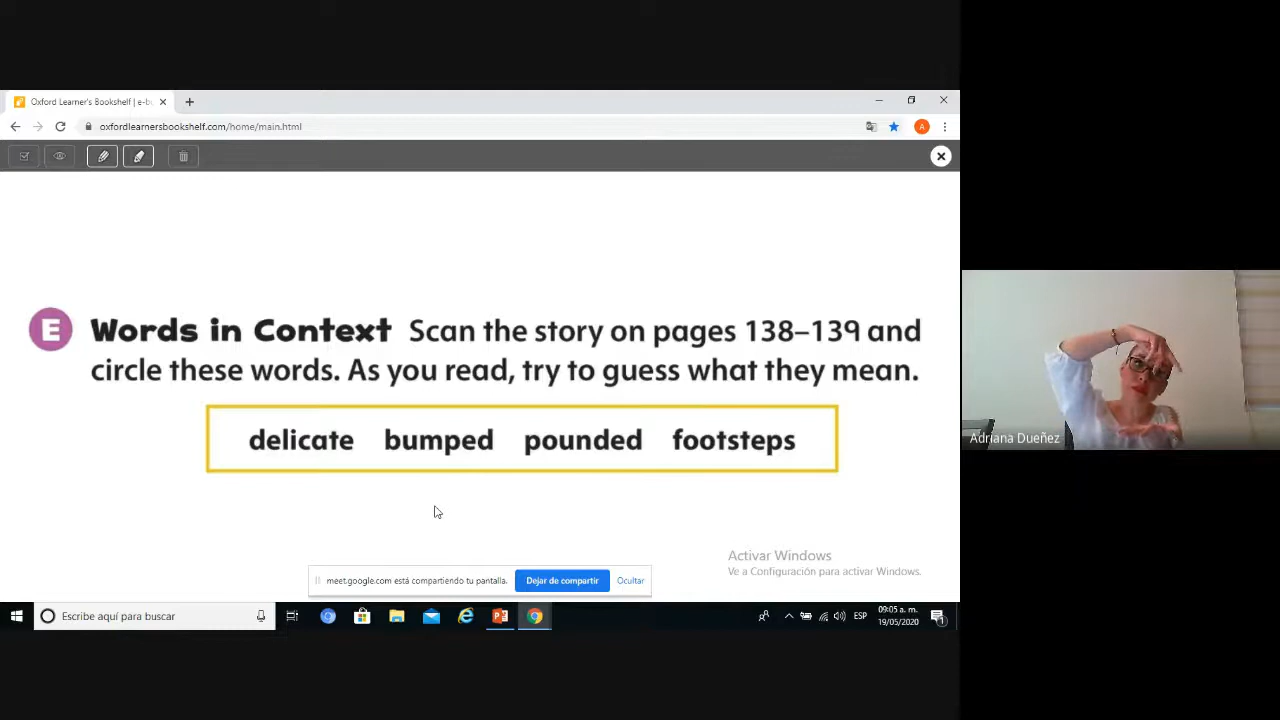 Oxford Learner's Bookshelf | e-b
oxfordlearnersbookshelf.com/home/main.html
A
E Words in Context Scan the story on pages 138–139 and
circle these words. As you read, try to guess what they mean.
delicate bumped pounded footsteps
Adriana Dueñez
Activar Windows
Ve a Configuración para activar Windows.
meet.google.com está compartiendo tu pantalla. Dejar de compartir Ocultar
Escribe aquí para buscar
ESP
09:05 a. m.
19/05/2020
1